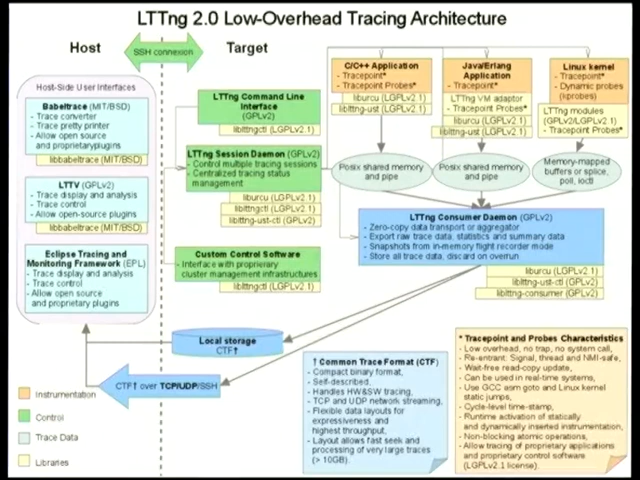 LTTng 2.0 Low-Overhead Tracing Architecture
Host
SSH connexion
Target
Host-Side User Interfaces
Babeltrace (MIT/BSD)
- Trace converter
- Trace pretty printer
- Allow open source
and proprietaryplugins
libbabeltrace (MIT/BSD)
LTTV (GPLv2)
- Trace display and analysis
- Trace control
- Allow open-source plugins
libbabeltrace (MIT/BSD)
Eclipse Tracing and
Monitoring Framework (EPL)
- Trace display and analysis
- Trace control
- Allow open source
and proprietary plugins
LTTng Command Line
Interface
(GPLv2)
liblttngctl (LGPLv2.1)
LTTng Session Daemon (GPLv2)
- Control multiple tracing sessions
- Centralized tracing status
management
liburcu (LGPLv2.1)
liblttngctl (LGPLv2.1)
liblttng-ust-ctl (GPLv2)
Custom Control Software
- Interface with proprierary
cluster management infrastructures
liblttngctl (LGPLv2.1)
C/C++ Application
- Tracepoint*
- Tracepoint Probes*
liburcu (LGPLv2.1)
liblttng-ust (LGPLv2.1)
Java/Erlang
Application
- Tracepoint*
LTTng VM adaptor
- Tracepoint Probes*
liburcu (LGPLv2.1)
liblttng-ust (LGPLv2.1)
Linux kernel
- Tracepoint*
- Dynamic probes
(kprobes)
LTTng modules
(GPLv2/LGPLv2.1)
- Tracepoint Probes*
Posix shared memory
and pipe
Posix shared memory
and pipe
Memory-mapped
buffers or splice,
poll, ioctl
LTTng Consumer Daemon (GPLv2)
- Zero-copy data transport or aggregator
- Export raw trace data, statistics and summary data
- Snapshots from in-memory flight recorder mode
- Store all trace data, discard on overrun
liburcu (LGPLv2.1)
liblttng-ust-ctl (GPLv2)
liblttng-consumer (GPLv2)
Local storage
CTF↑
CTF↑ over TCP/UDP/SSH
Instrumentation
Control
Trace Data
Libraries
↑ Common Trace Format (CTF)
- Compact binary format,
- Self-described,
- Handles HW&SW tracing,
- TCP and UDP network streaming,
- Flexible data layouts for
expressiveness and
highest throughput,
- Layout allows fast seek and
processing of very large traces
(> 10GB).
* Tracepoint and Probes Characteristics
- Low overhead, no trap, no system call,
- Re-entrant: Signal, thread and NMI-safe,
- Wait-free read-copy update,
- Can be used in real-time systems,
- Use GCC asm goto and Linux kernel
static jumps,
- Cycle-level time-stamp,
- Runtime activation of statically
and dynamically inserted instrumentation,
- Non-blocking atomic operations,
- Allow tracing of proprietary applications
and proprietary control software
(LGPLv2.1 license).